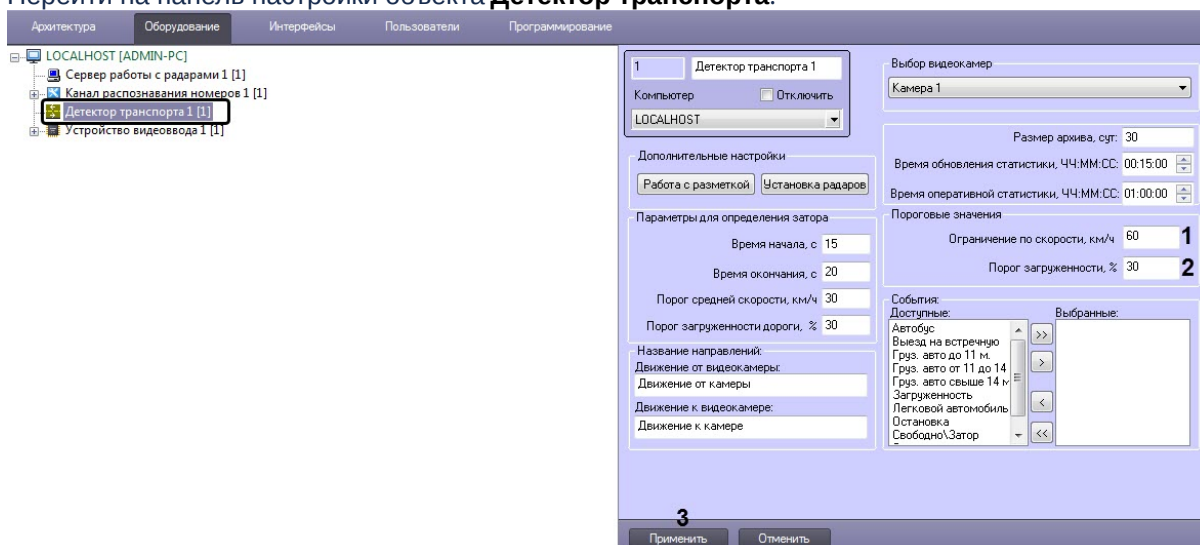 Перейти на панель настройки объекта Детектор транспорта.
Архитектура Оборудование Интерфейсы Пользователи Программирование
LOCALHOST [ADMIN-PC]
Сервер работы с радарами 1 [1]
Канал распознавания номеров 1 [1]
Детектор транспорта 1 [1]
Устройство видеоввода 1 [1]
1 Детектор транспорта 1
Компьютер Отключить
LOCALHOST
Дополнительные настройки
Работа с разметкой Установка радаров
Параметры для определения затора
Время начала, с 15
Время окончания, с 20
Порог средней скорости, км/ч 30
Порог загруженности дороги, % 30
Название направлений:
Движение от видеокамеры:
Движение от камеры
Движение к видеокамере:
Движение к камере
Выбор видеокамер
Камера 1
Размер архива, сут: 30
Время обновления статистики, ЧЧ:ММ:СС: 00:15:00
Время оперативной статистики, ЧЧ:ММ:СС: 01:00:00
Пороговые значения
Ограничение по скорости, км/ч 60 1
Порог загруженности, % 30 2
События:
Доступные: Выбранные:
Автобус
Выезд на встречную
Груз. авто до 11 м.
Груз. авто от 11 до 14
Груз. авто свыше 14 м
Загруженность
Легковой автомобиль
Остановка
Свободно\Затор
>>
>
<
<<
3
Применить Отменить